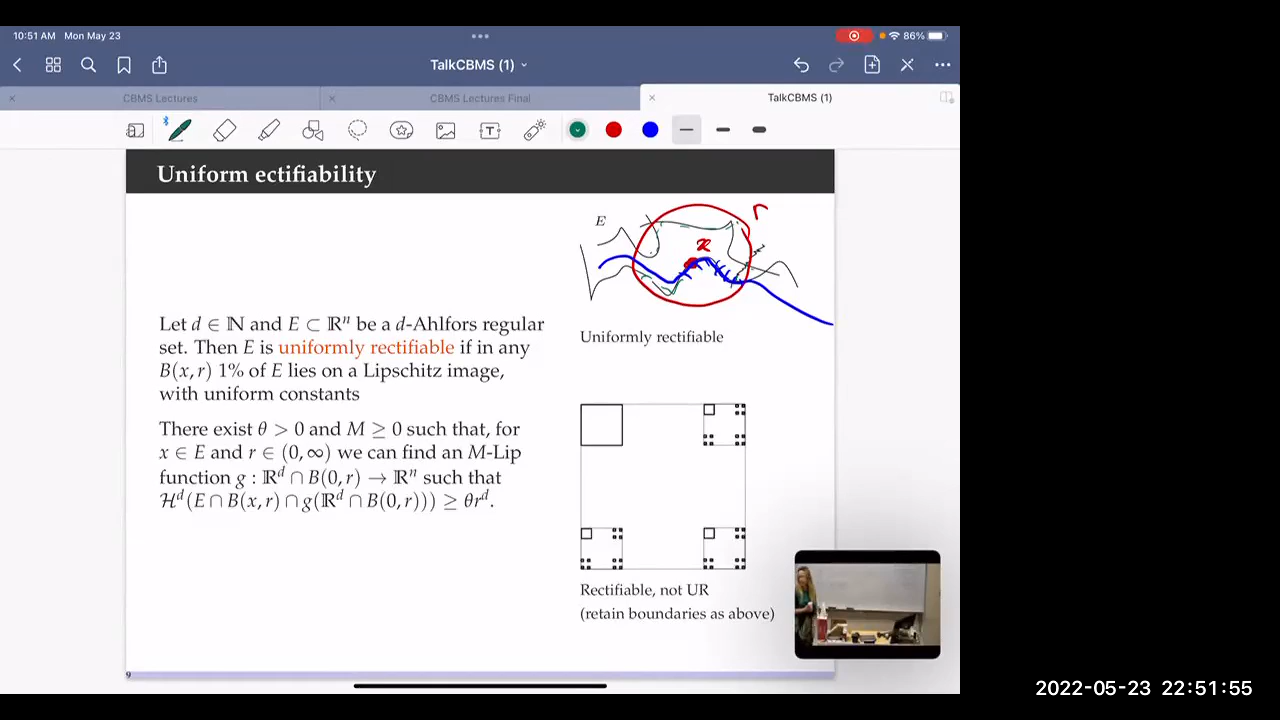 10:51 AM Mon May 23
86%
TalkCBMS (1)
CBMS Lectures
CBMS Lectures Final
TalkCBMS (1)
Uniform ectifiability
E
r
x
Uniformly rectifiable
Let d ∈ ℕ and E ⊂ ℝⁿ be a d-Ahlfors regular
set. Then E is uniformly rectifiable if in any
B(x, r) 1% of E lies on a Lipschitz image,
with uniform constants
There exist θ > 0 and M ≥ 0 such that, for
x ∈ E and r ∈ (0, ∞) we can find an M-Lip
function g : ℝᵈ ∩ B(0, r) → ℝⁿ such that
ℋᵈ(E ∩ B(x, r) ∩ g(ℝᵈ ∩ B(0, r))) ≥ θrᵈ.
Rectifiable, not UR
(retain boundaries as above)
9
2022-05-23 22:51:55